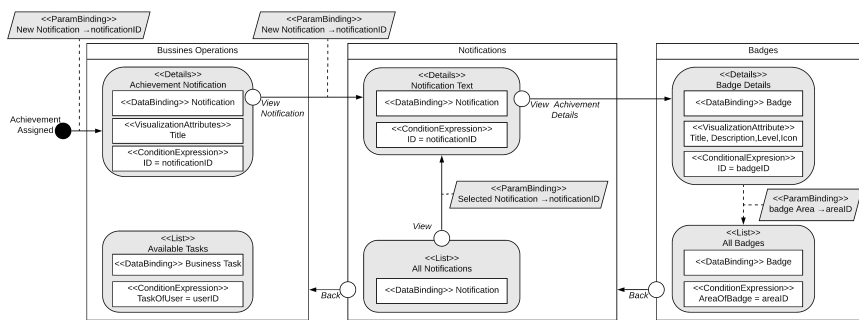 <<ParamBinding>>
New Notification →notificationID
<<ParamBinding>>
New Notification →notificationID
Bussines Operations
Notifications
Badges
Achievement
Assigned
<<Details>>
Achievement Notification
<<DataBinding>> Notification
<<VisualizationAttributes>>
Title
<<ConditionExpression>>
ID = notificationID
View
Notification
<<Details>>
Notification Text
<<DataBinding>> Notification
<<ConditionExpression>>
ID = notificationID
View Achivement
Details
<<Details>>
Badge Details
<<DataBinding>> Badge
<<VisualizationAttribute>>
Title, Description,Level,Icon
<<ConditionalExpresion>>
ID = badgeID
<<ParamBinding>>
Selected Notification →notificationID
<<ParamBinding>>
badge Area →areaID
<<List>>
Available Tasks
<<DataBinding>> Business Task
<<ConditionExpression>>
TaskOfUser = userID
Back
View
<<List>>
All Notifications
<<DataBinding>> Notification
Back
<<List>>
All Badges
<<DataBinding>> Badge
<<ConditionExpression>>
AreaOfBadge = areaID